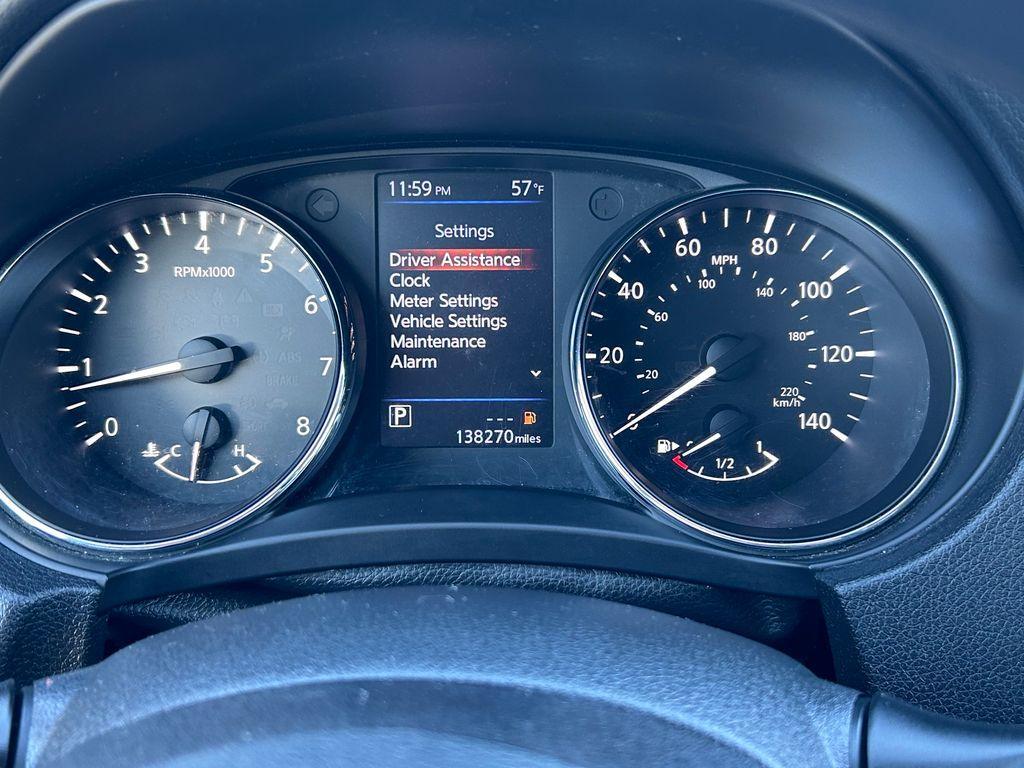 11:59 PM 57°F
Settings
Driver Assistance
Clock
Meter Settings
Vehicle Settings
Maintenance
Alarm
P ---
138270 miles
0 1 2 3 4 5 6 7 8
RPMx1000
C H
20 40 60 80 100 120 140
MPH
20 60 100 140 180 220
km/h
1/2 1
ABS
BRAKE